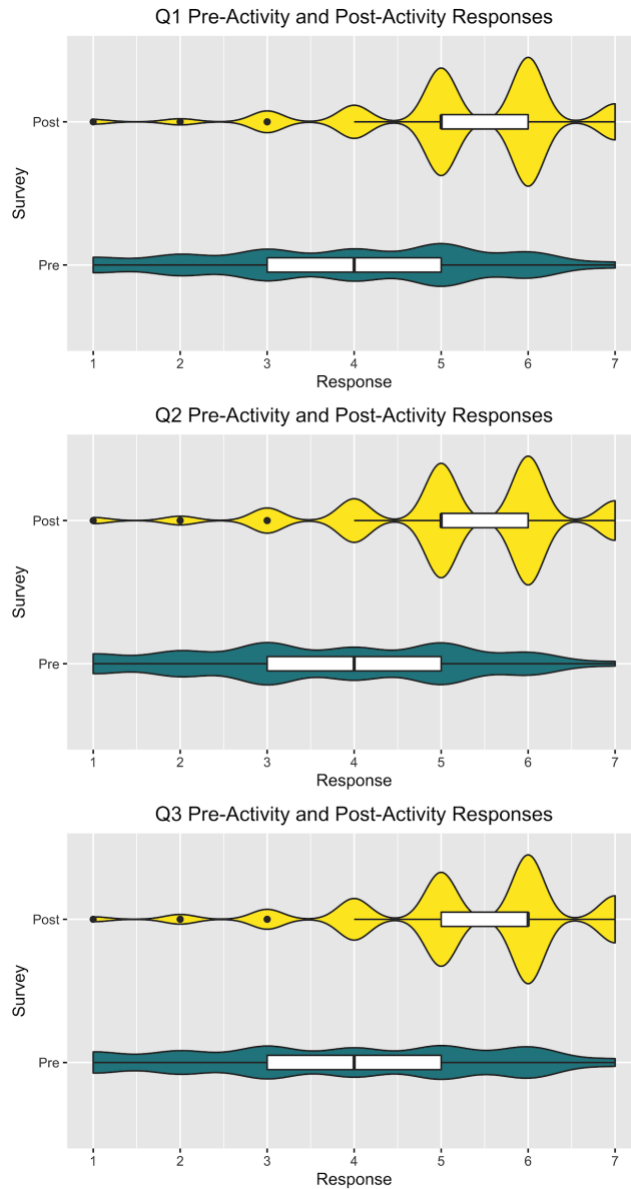 Q1 Pre-Activity and Post-Activity Responses
Post
Survey
Pre
1 2 3 4 5 6 7
Response
Q2 Pre-Activity and Post-Activity Responses
Post
Survey
Pre
1 2 3 4 5 6 7
Response
Q3 Pre-Activity and Post-Activity Responses
Post
Survey
Pre
1 2 3 4 5 6 7
Response